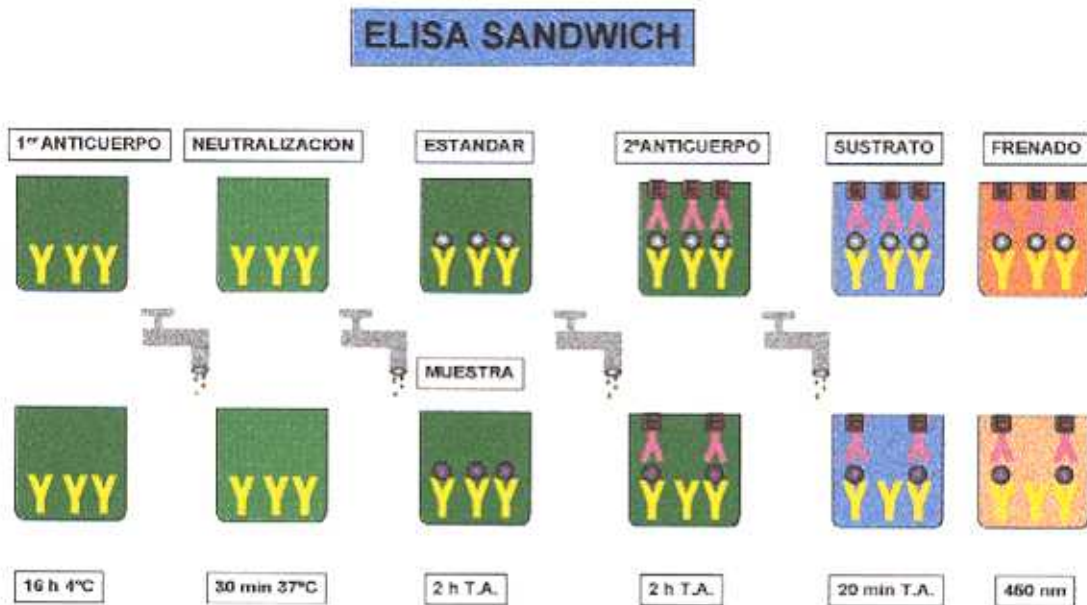 ELISA SANDWICH
1er ANTICUERPO
NEUTRALIZACION
ESTANDAR
2ºANTICUERPO
SUSTRATO
FRENADO
E E E
E E E
E E E
MUESTRA
E E
E E
E E
16 h 4ºC
30 min 37ºC
2 h T.A.
2 h T.A.
20 min T.A.
450 nm